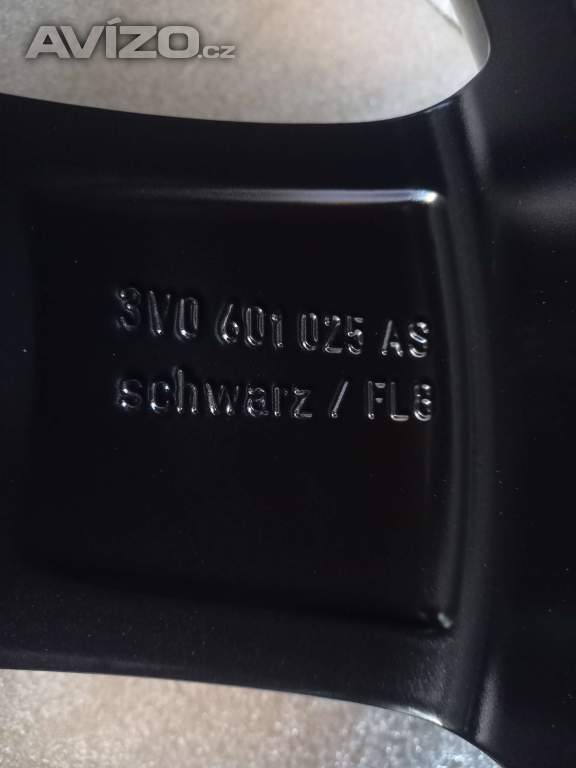 AVÍZO.cz
3V0 601 025 AS
schwarz / FL8